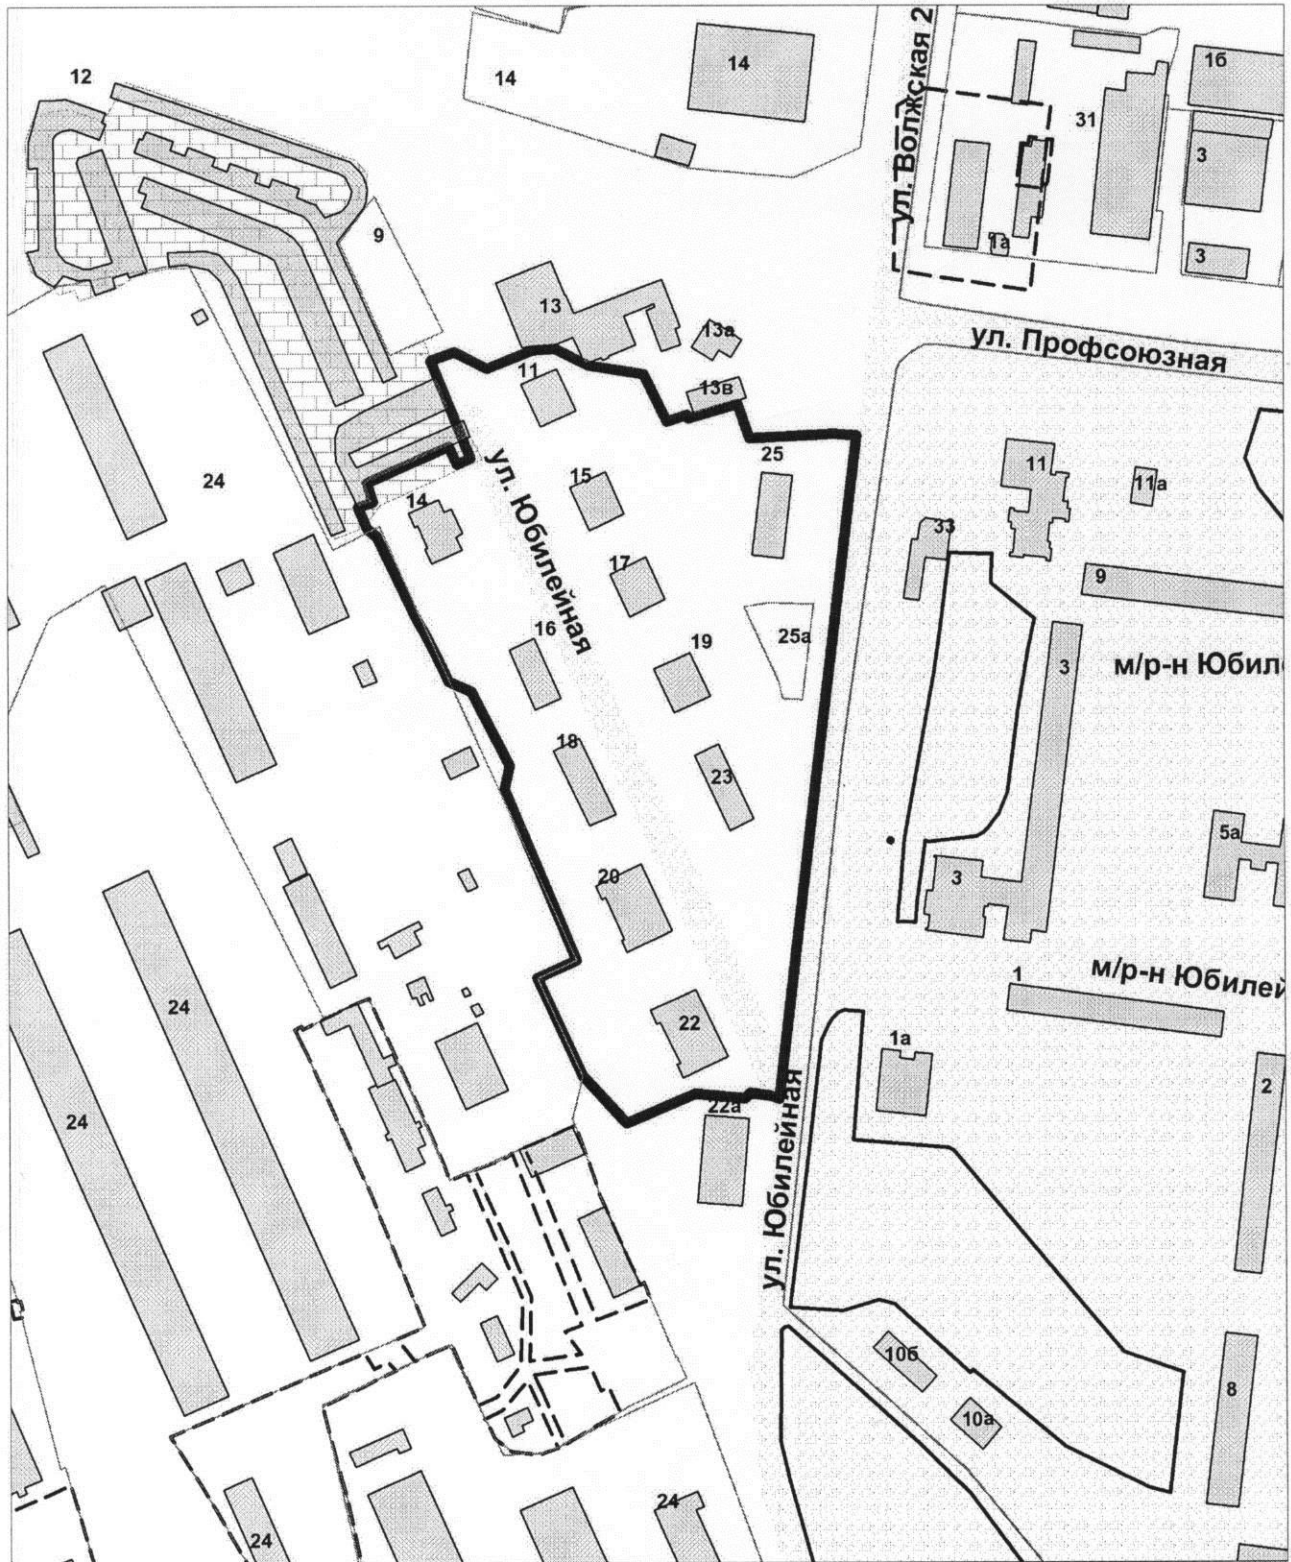 12
14
14
ул. Волжская 2
31
1б
3
3
1а
9
13
13а
13в
ул. Профсоюзная
11
25
11
11а
33
24
14
15
ул. Юбилейная
17
9
16
19
25а
3
м/р-н Юбил
18
23
5а
20
3
24
22
1
м/р-н Юбилей
1а
2
24
22а
ул. Юбилейная
10б
10а
8
24
24